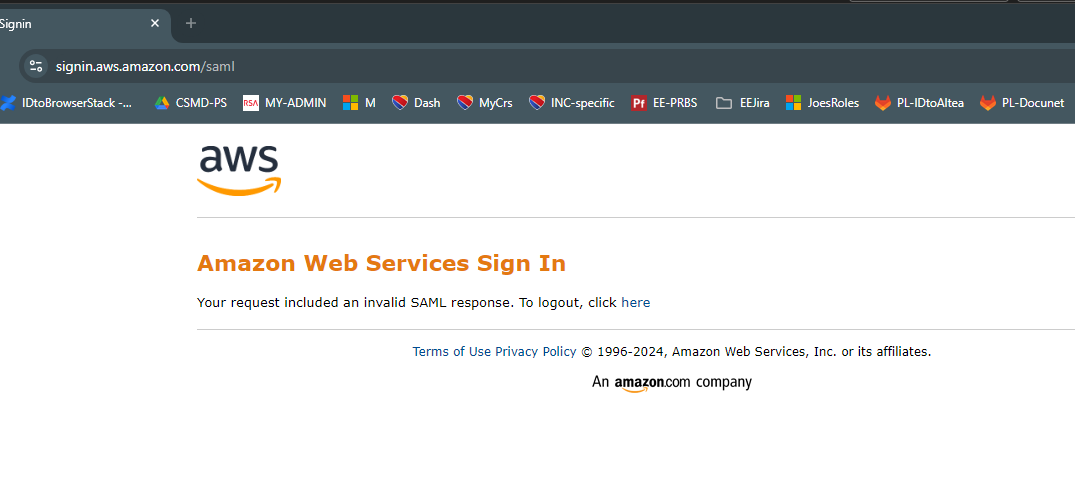 Signin
signin.aws.amazon.com/saml
IDtoBrowserStack -... CSMD-PS RSA MY-ADMIN M Dash MyCrs INC-specific Pf EE-PRBS EEJira JoesRoles PL-IDtoAltea PL-Docunet
aws
Amazon Web Services Sign In
Your request included an invalid SAML response. To logout, click here
Terms of Use Privacy Policy © 1996-2024, Amazon Web Services, Inc. or its affiliates.
An amazon.com company